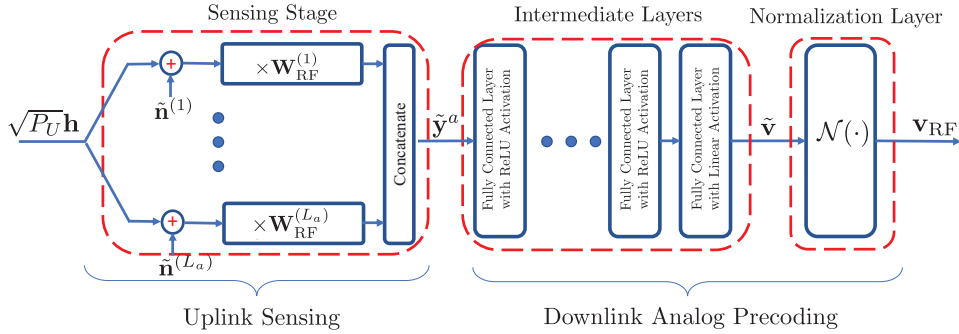 Sensing Stage
Intermediate Layers
Normalization Layer
√P_U h
+
ñ^(1)
× W_RF^(1)
+
ñ^(L_a)
× W_RF^(L_a)
Concatenate
ỹ^a
Fully Connected Layer
with ReLU Activation
Fully Connected Layer
with ReLU Activation
Fully Connected Layer
with Linear Activation
ṽ
𝒩(·)
v_RF
Uplink Sensing
Downlink Analog Precoding